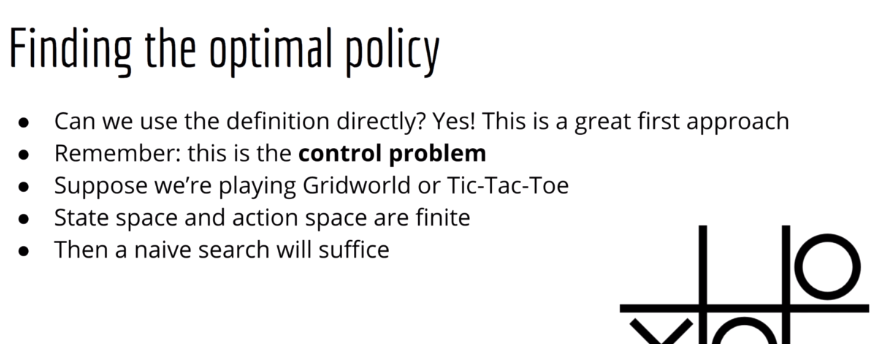 Finding the optimal policy
● Can we use the definition directly? Yes! This is a great first approach
● Remember: this is the control problem
● Suppose we're playing Gridworld or Tic-Tac-Toe
● State space and action space are finite
● Then a naive search will suffice